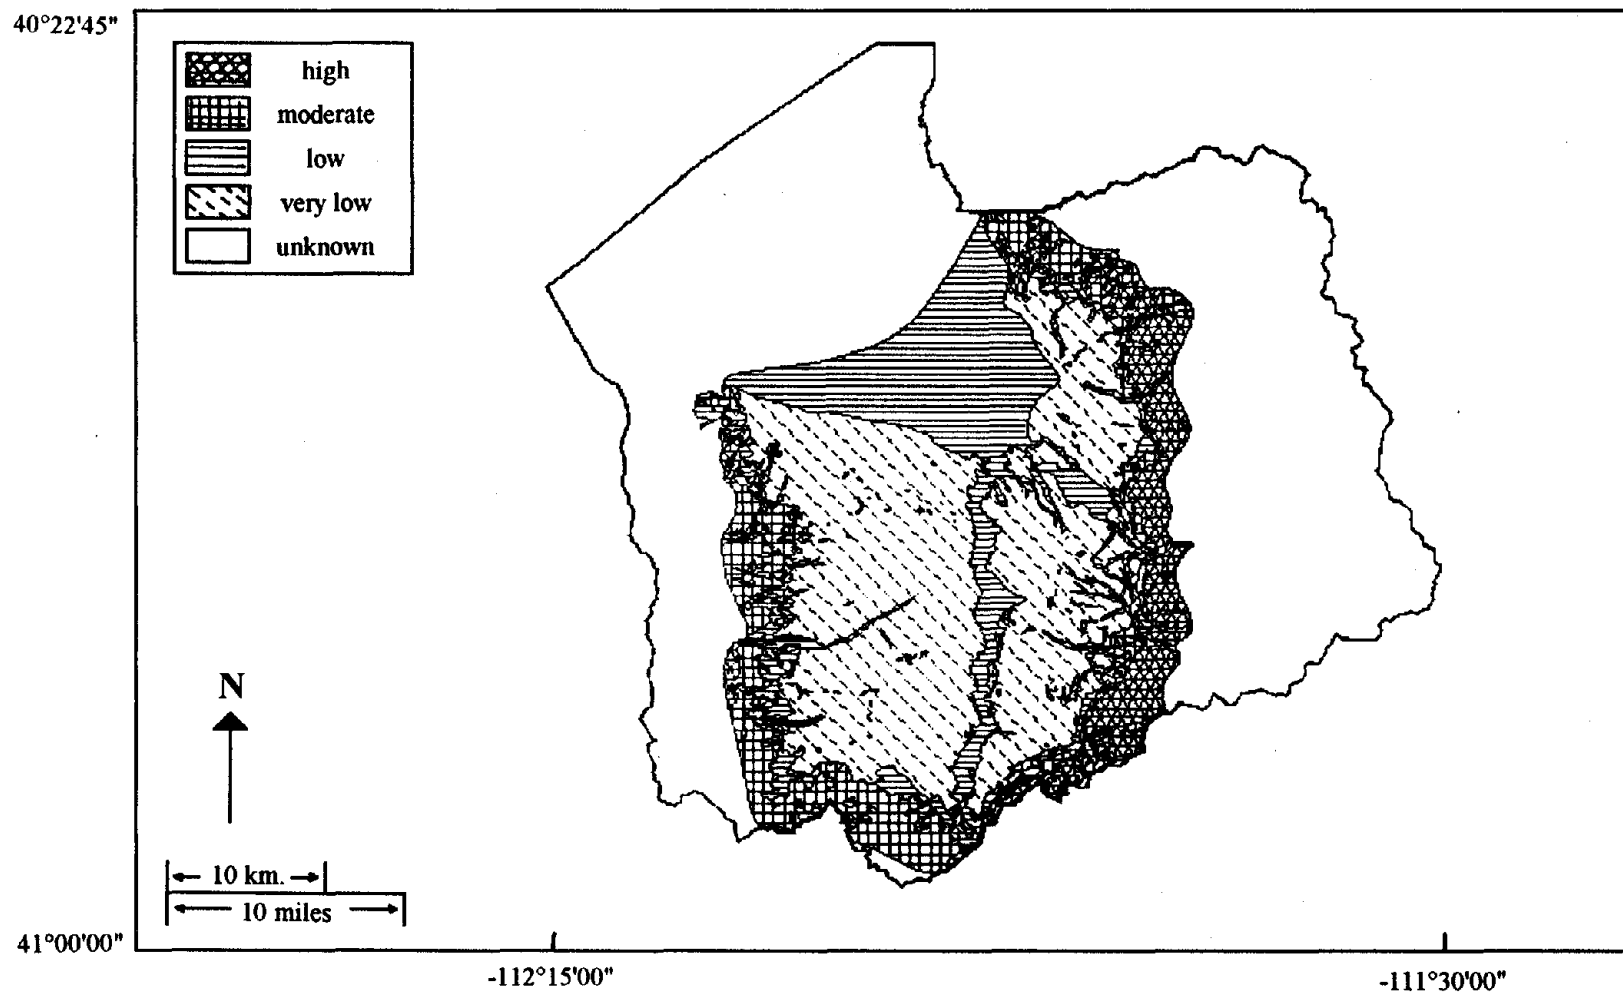 40°22'45"
high
moderate
low
very low
unknown
N
10 km.
10 miles
41°00'00"
-112°15'00"
-111°30'00"